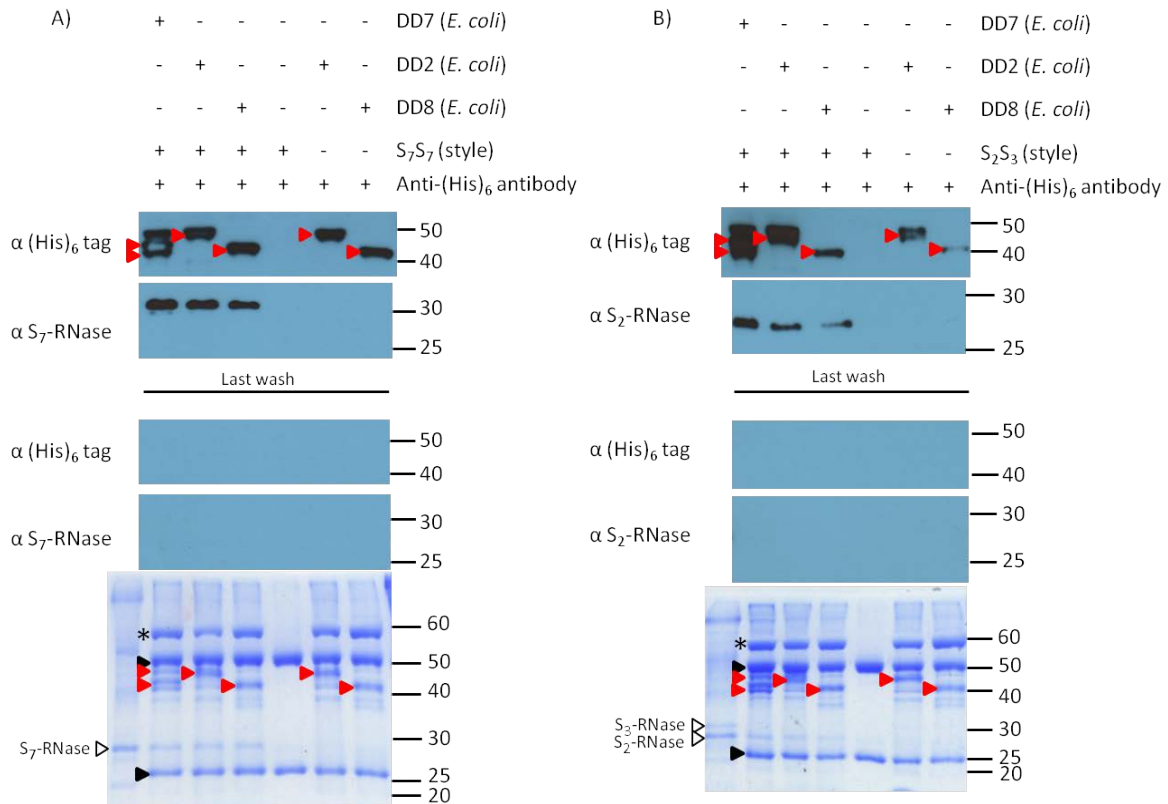 A)
+ - - - - - DD7 (E. coli)
- + - - + - DD2 (E. coli)
- - + - - + DD8 (E. coli)
+ + + + - - S7S7 (style)
+ + + + + + Anti-(His)6 antibody
α (His)6 tag
50
40
α S7-RNase
30
25
Last wash
α (His)6 tag
50
40
α S7-RNase
30
25
*
60
50
40
S7-RNase
30
25
20
B)
+ - - - - - DD7 (E. coli)
- + - - + - DD2 (E. coli)
- - + - - + DD8 (E. coli)
+ + + + - - S2S3 (style)
+ + + + + + Anti-(His)6 antibody
α (His)6 tag
50
40
α S2-RNase
30
25
Last wash
α (His)6 tag
50
40
α S2-RNase
30
25
*
60
50
40
S3-RNase
30
S2-RNase
25
20